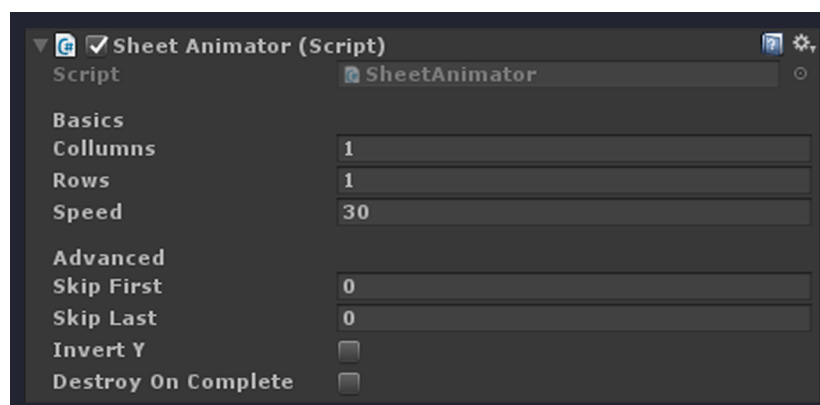 Sheet Animator (Script)
Script SheetAnimator
Basics
Collumns 1
Rows 1
Speed 30
Advanced
Skip First 0
Skip Last 0
Invert Y
Destroy On Complete